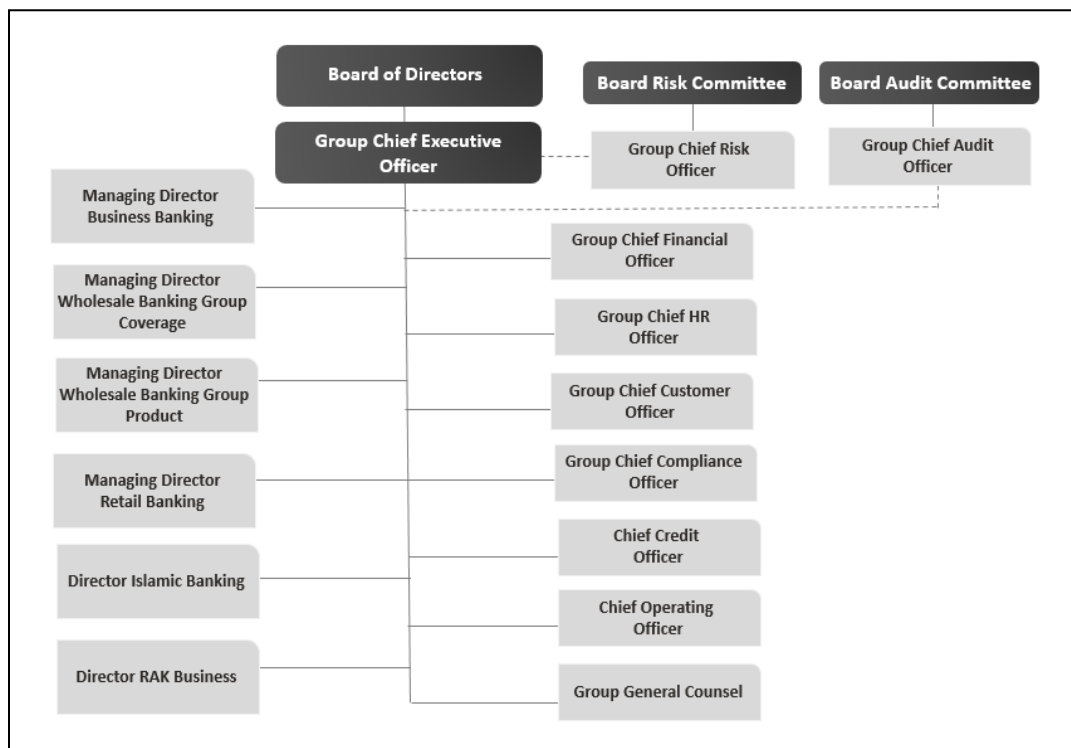 Board of Directors
Board Risk Committee
Board Audit Committee
Group Chief Executive
Officer
Group Chief Risk
Officer
Group Chief Audit
Officer
Managing Director
Business Banking
Managing Director
Wholesale Banking Group
Coverage
Managing Director
Wholesale Banking Group
Product
Managing Director
Retail Banking
Director Islamic Banking
Director RAK Business
Group Chief Financial
Officer
Group Chief HR
Officer
Group Chief Customer
Officer
Group Chief Compliance
Officer
Chief Credit
Officer
Chief Operating
Officer
Group General Counsel